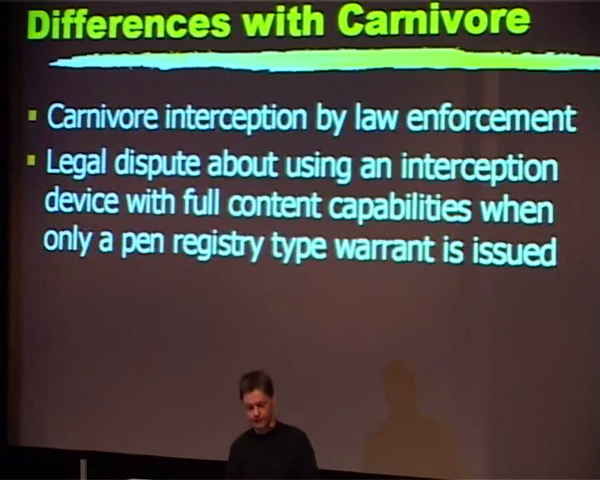 Differences with Carnivore
Carnivore interception by law enforcement
Legal dispute about using an interception
device with full content capabilities when
only a pen registry type warrant is issued